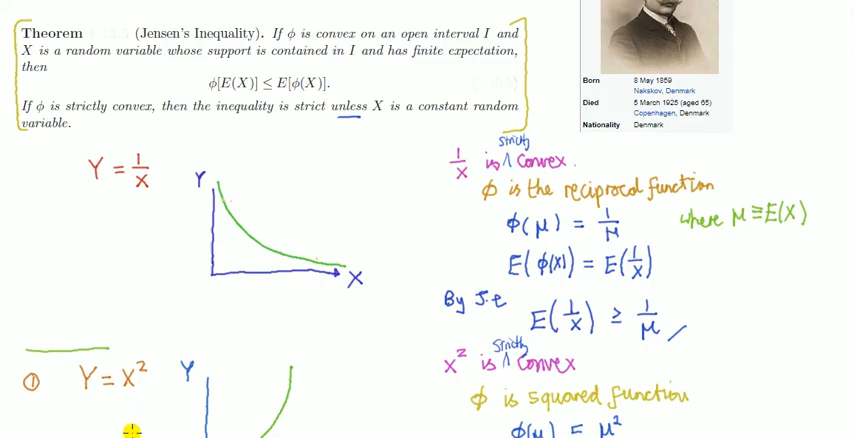 Theorem (Jensen's Inequality). If ϕ is convex on an open interval I and
X is a random variable whose support is contained in I and has finite expectation,
then
ϕ[E(X)] ≤ E[ϕ(X)].
If ϕ is strictly convex, then the inequality is strict unless X is a constant random
variable.
Born 8 May 1859
Nakskov, Denmark
Died 5 March 1925 (aged 65)
Copenhagen, Denmark
Nationality Denmark
Y = 1/X
Y
X
1/X is ^ strictly convex.
ϕ is the reciprocal function
ϕ(μ) = 1/μ where μ ≡ E(X)
E(ϕ(X)) = E(1/X)
By J.I
E(1/X) ≥ 1/μ
① Y = X²
Y
X² is ^ strictly convex
ϕ is squared function
ϕ(μ) = μ²